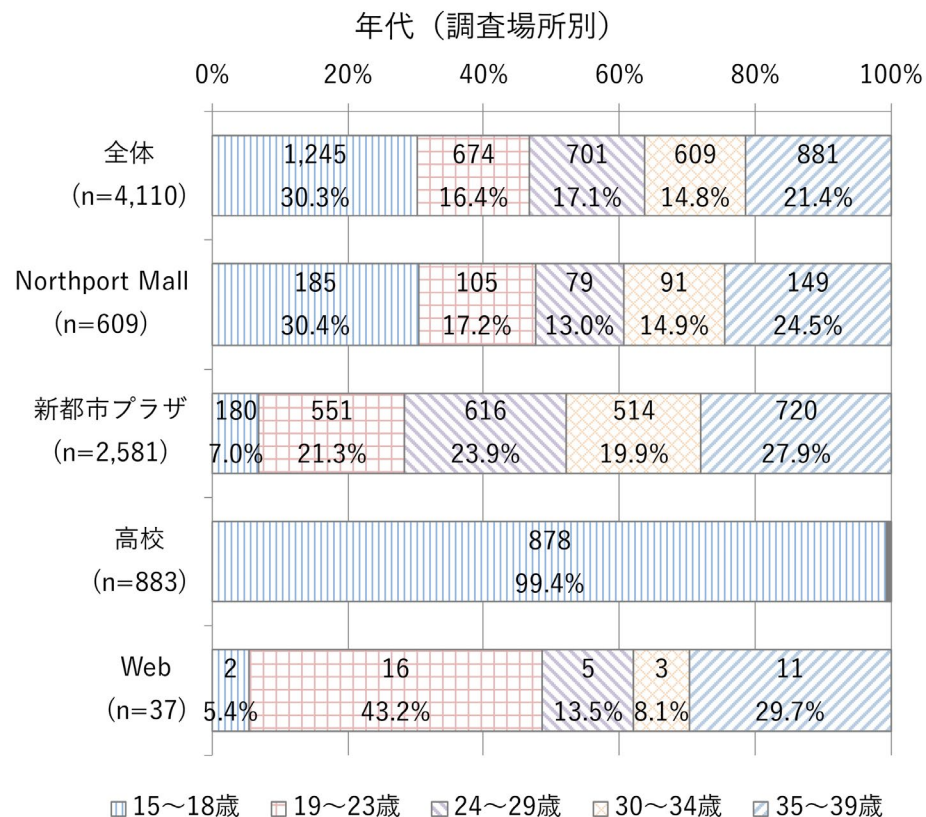 年代（調査場所別）
0% 20% 40% 60% 80% 100%
全体
(n=4,110)
1,245 674 701 609 881
30.3% 16.4% 17.1% 14.8% 21.4%
Northport Mall
(n=609)
185 105 79 91 149
30.4% 17.2% 13.0% 14.9% 24.5%
新都市プラザ
(n=2,581)
180 551 616 514 720
7.0% 21.3% 23.9% 19.9% 27.9%
高校
(n=883)
878
99.4%
Web
(n=37)
2 16 5 3 11
5.4% 43.2% 13.5% 8.1% 29.7%
15～18歳 19～23歳 24～29歳 30～34歳 35～39歳